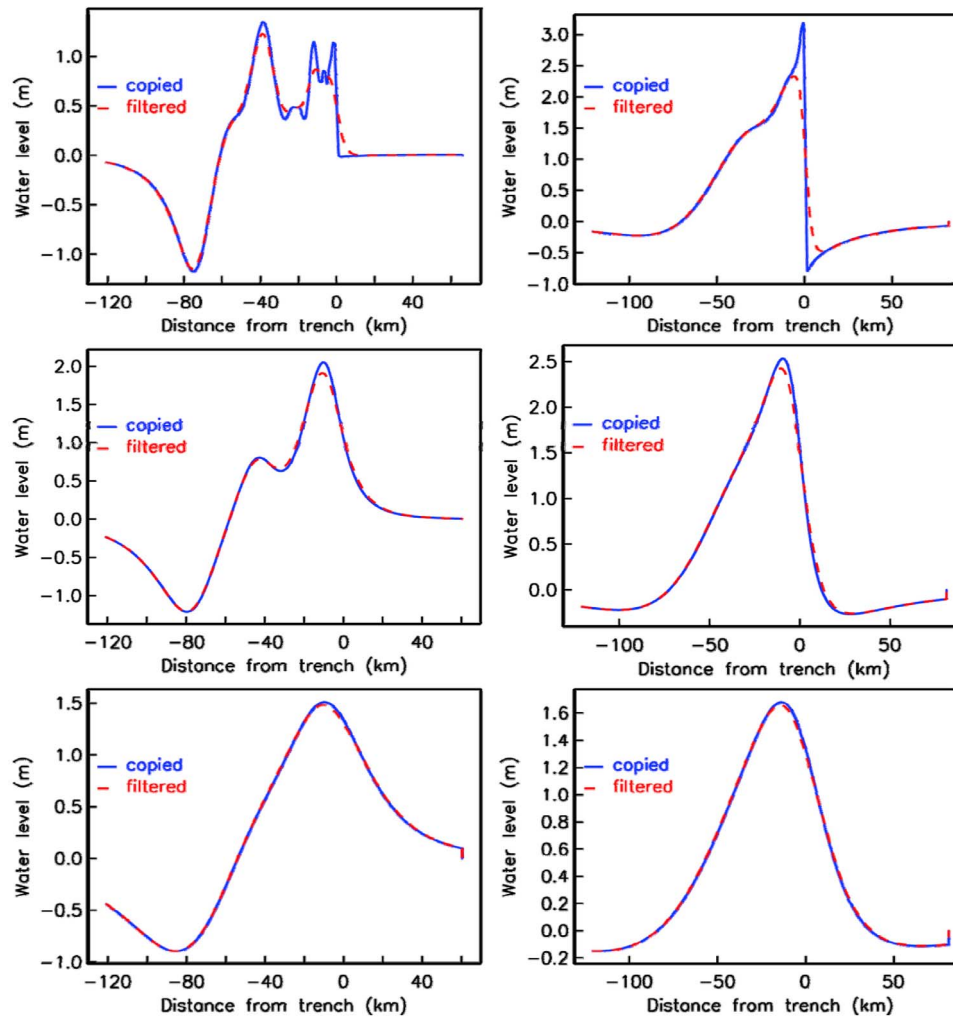 Water level (m)
1.0
0.5
0.0
−0.5
−1.0
copied
filtered
−120 −80 −40 0 40
Distance from trench (km)
Water level (m)
3.0
2.5
2.0
1.5
1.0
0.5
−0.0
−0.5
−1.0
copied
filtered
−100 −50 0 50
Distance from trench (km)
Water level (m)
2.0
1.5
1.0
0.5
0.0
−0.5
−1.0
copied
filtered
−120 −80 −40 0 40
Distance from trench (km)
Water level (m)
2.5
2.0
1.5
1.0
0.5
−0.0
copied
filtered
−100 −50 0 50
Distance from trench (km)
Water level (m)
1.5
1.0
0.5
0.0
−0.5
−1.0
copied
filtered
−120 −80 −40 0 40
Distance from trench (km)
Water level (m)
1.6
1.4
1.2
1.0
0.8
0.6
0.4
0.2
−0.0
−0.2
copied
filtered
−100 −50 0 50
Distance from trench (km)